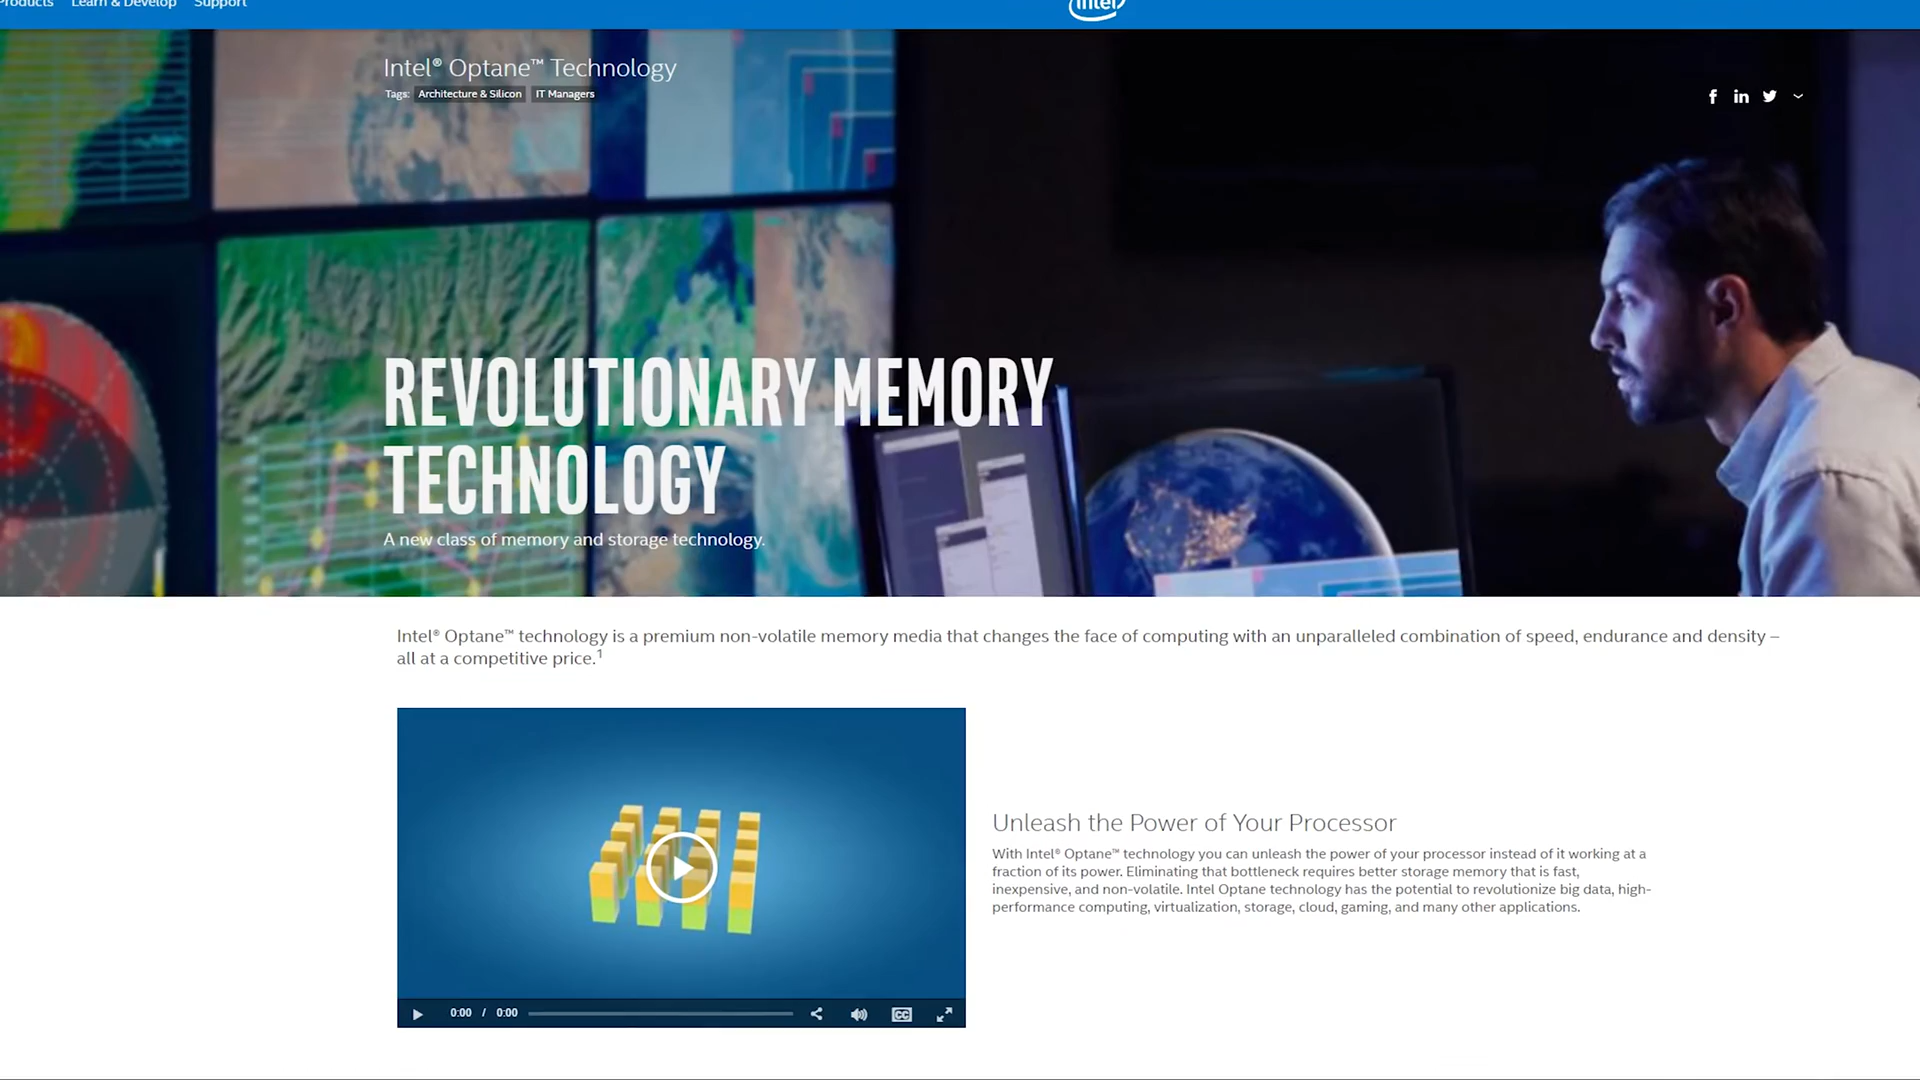 Products Learn & Develop Support
intel
Intel® Optane™ Technology
Tags: Architecture & Silicon IT Managers
REVOLUTIONARY MEMORY
TECHNOLOGY
A new class of memory and storage technology.
Intel® Optane™ technology is a premium non-volatile memory media that changes the face of computing with an unparalleled combination of speed, endurance and density –
all at a competitive price.¹
Unleash the Power of Your Processor
With Intel® Optane™ technology you can unleash the power of your processor instead of it working at a
fraction of its power. Eliminating that bottleneck requires better storage memory that is fast,
inexpensive, and non-volatile. Intel Optane technology has the potential to revolutionize big data, high-
performance computing, virtualization, storage, cloud, gaming, and many other applications.
0:00 / 0:00 CC